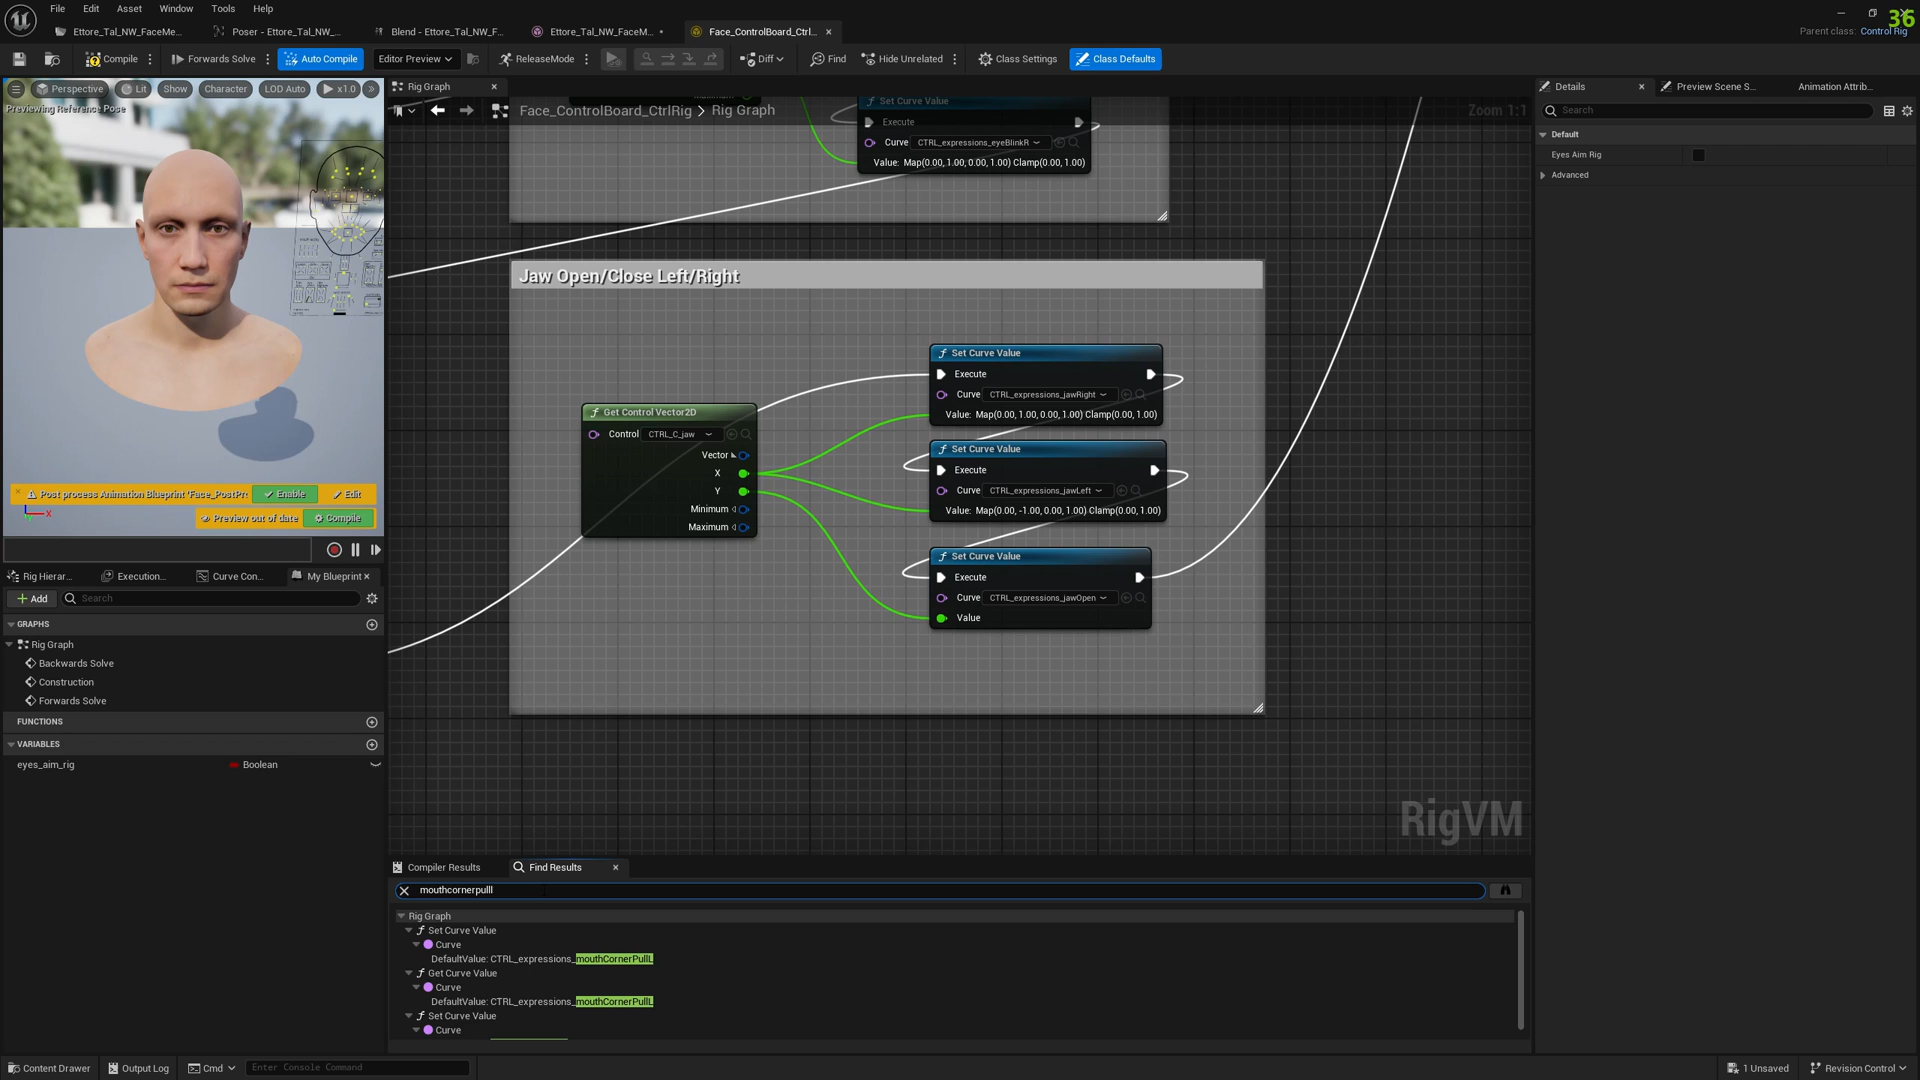 File Edit Asset Window Tools Help
36
Ettore_Tal_NW_FaceMe... Poser - Ettore_Tal_NW_... Blend - Ettore_Tal_NW_F... Ettore_Tal_NW_FaceM... • Face_ControlBoard_Ctrl...
Parent class: Control Rig
Compile Forwards Solve Auto Compile Editor Preview ReleaseMode Diff Find Hide Unrelated Class Settings Class Defaults
Perspective Lit Show Character LOD Auto x1.0
Previewing Reference Pose
Post process Animation Blueprint 'Face_PostPr Enable Edit
Preview out of date Compile
X
Rig Hierar... Execution... Curve Con... My Blueprint
Add Search
GRAPHS
Rig Graph
Backwards Solve
Construction
Forwards Solve
FUNCTIONS
VARIABLES
eyes_aim_rig Boolean
Rig Graph
Face_ControlBoard_CtrlRig > Rig Graph
Zoom 1:1
Set Curve Value
Execute
Curve CTRL_expressions_eyeBlinkR
Value: Map(0.00, 1.00, 0.00, 1.00) Clamp(0.00, 1.00)
Jaw Open/Close Left/Right
Get Control Vector2D
Control CTRL_C_jaw
Vector
X
Y
Minimum
Maximum
Set Curve Value
Execute
Curve CTRL_expressions_jawRight
Value: Map(0.00, 1.00, 0.00, 1.00) Clamp(0.00, 1.00)
Set Curve Value
Execute
Curve CTRL_expressions_jawLeft
Value: Map(0.00, -1.00, 0.00, 1.00) Clamp(0.00, 1.00)
Set Curve Value
Execute
Curve CTRL_expressions_jawOpen
Value
RigVM
Compiler Results Find Results
mouthcornerpulll
Rig Graph
Set Curve Value
Curve
DefaultValue: CTRL_expressions_mouthCornerPullL
Get Curve Value
Curve
DefaultValue: CTRL_expressions_mouthCornerPullL
Set Curve Value
Curve
Details Preview Scene S... Animation Attrib...
Search
Default
Eyes Aim Rig
Advanced
Content Drawer Output Log Cmd Enter Console Command 1 Unsaved Revision Control